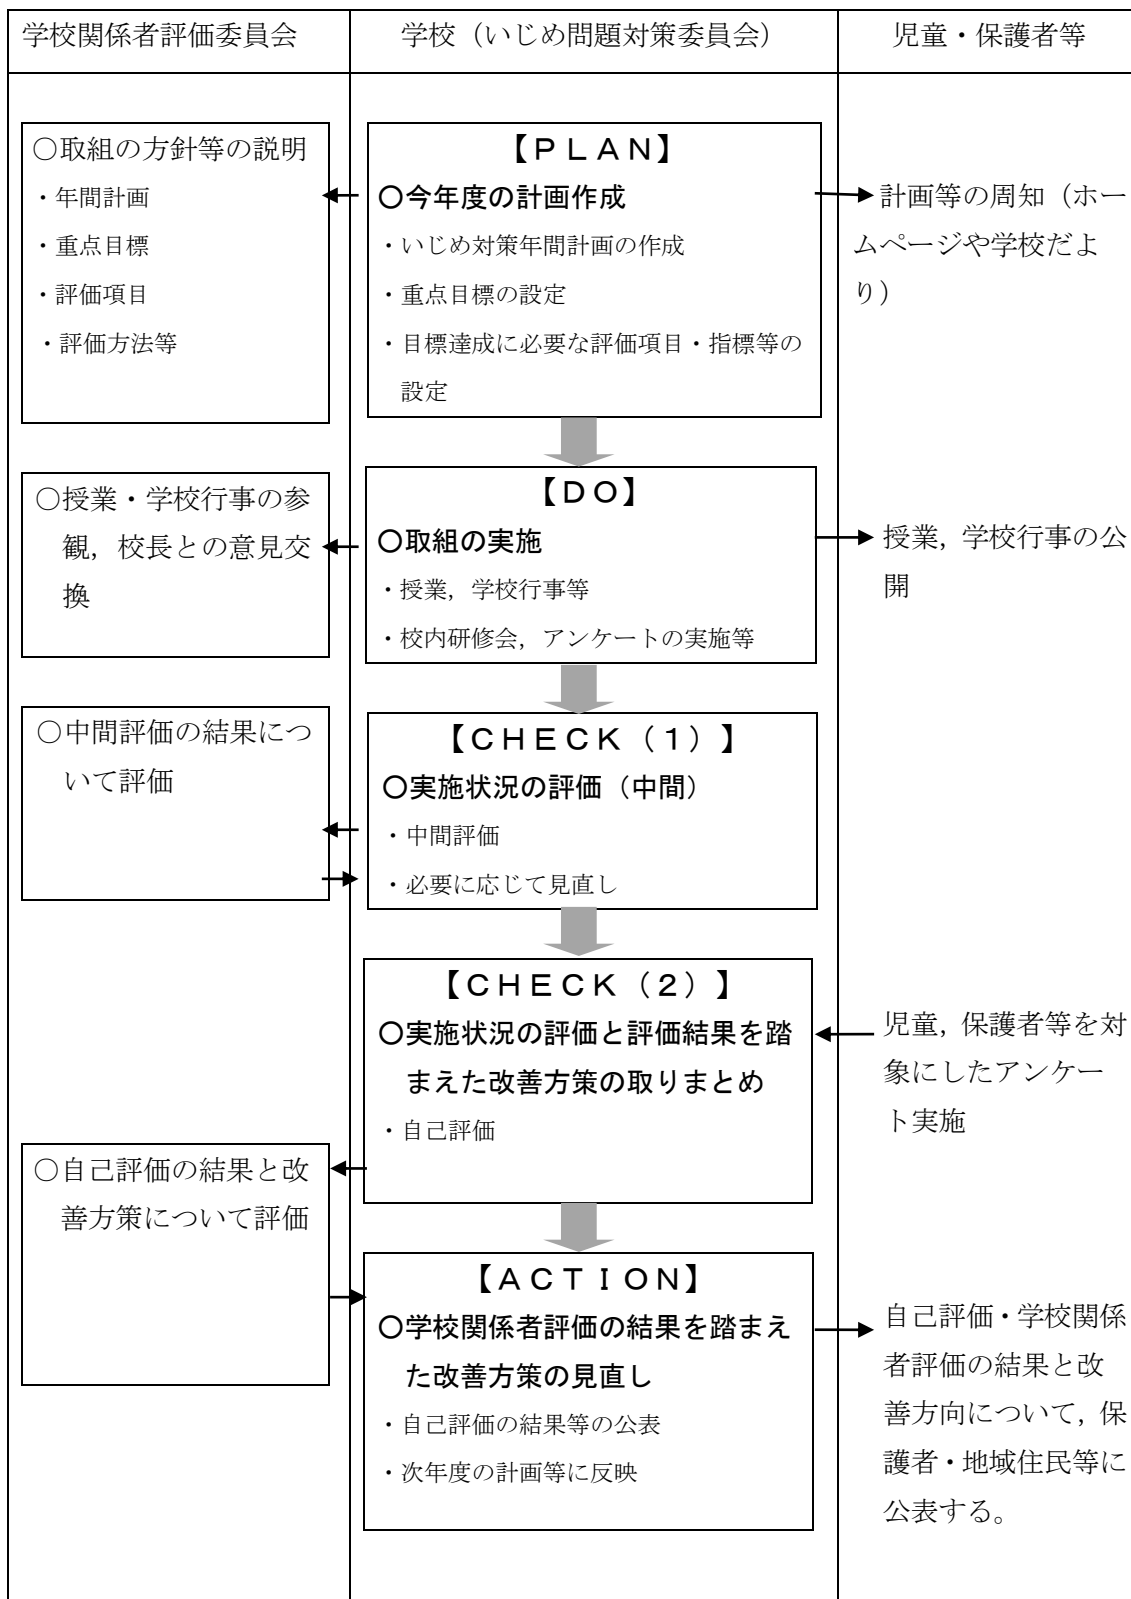 学校関係者評価委員会
学校（いじめ問題対策委員会）
児童・保護者等
○取組の方針等の説明
・年間計画
・重点目標
・評価項目
・評価方法等
【ＰＬＡＮ】
○今年度の計画作成
・いじめ対策年間計画の作成
・重点目標の設定
・目標達成に必要な評価項目・指標等の
設定
計画等の周知（ホー
ムページや学校だよ
り）
○授業・学校行事の参
観，校長との意見交
換
【ＤＯ】
○取組の実施
・授業，学校行事等
・校内研修会，アンケートの実施等
授業，学校行事の公
開
○中間評価の結果につ
いて評価
【ＣＨＥＣＫ（１）】
○実施状況の評価（中間）
・中間評価
・必要に応じて見直し
【ＣＨＥＣＫ（２）】
○実施状況の評価と評価結果を踏
まえた改善方策の取りまとめ
・自己評価
児童，保護者等を対
象にしたアンケー
ト実施
○自己評価の結果と改
善方策について評価
【ＡＣＴＩＯＮ】
○学校関係者評価の結果を踏まえ
た改善方策の見直し
・自己評価の結果等の公表
・次年度の計画等に反映
自己評価・学校関係
者評価の結果と改
善方向について，保
護者・地域住民等に
公表する。